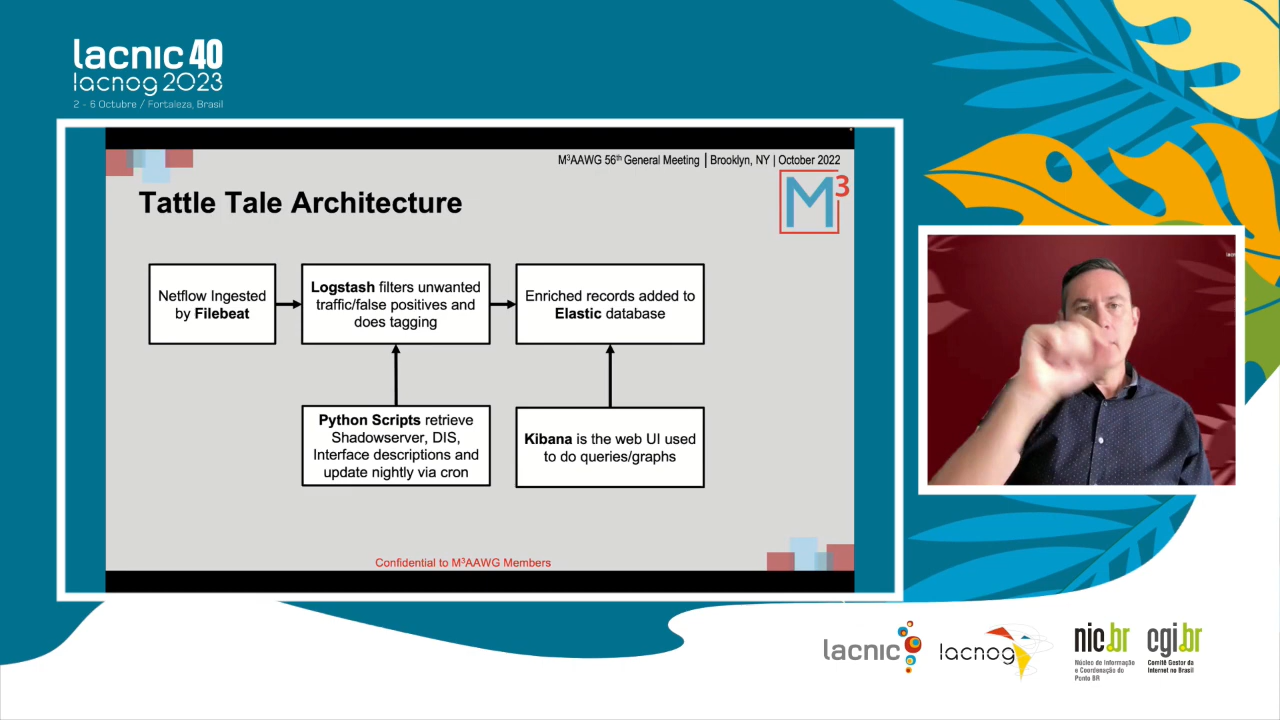 lacnic 40
lacnog 2023
2 - 6 Octubre / Fortaleza, Brasil
M³AAWG 56th General Meeting | Brooklyn, NY | October 2022
M3
Tattle Tale Architecture
Netflow Ingested
by Filebeat
Logstash filters unwanted
traffic/false positives and
does tagging
Enriched records added to
Elastic database
Python Scripts retrieve
Shadowserver, DIS,
Interface descriptions and
update nightly via cron
Kibana is the web UI used
to do queries/graphs
Confidential to M³AAWG Members
lacnic
lacnog
nic.br
Núcleo de Informação
e Coordenação do
Ponto BR
cgi.br
Comitê Gestor da
Internet no Brasil